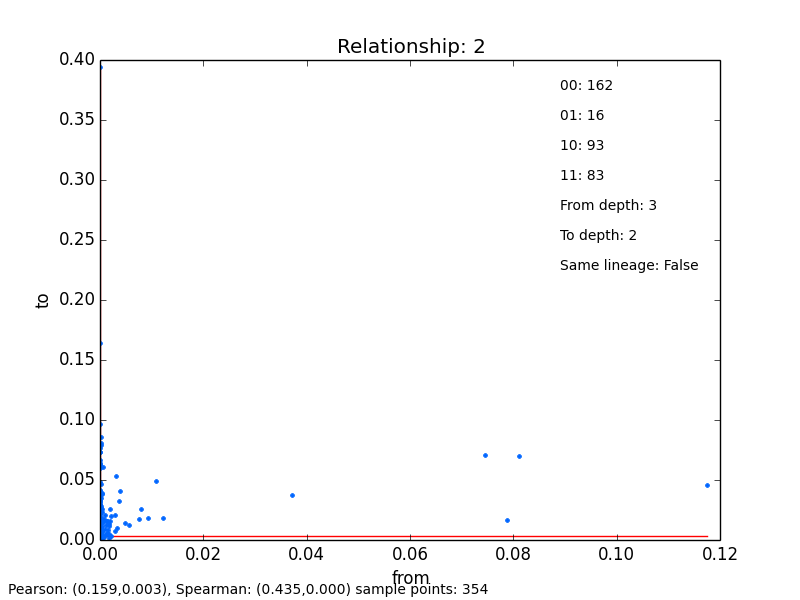 Relationship: 2
0.40
0.35
0.30
0.25
0.20
0.15
0.10
0.05
0.00
to
00: 162
01: 16
10: 93
11: 83
From depth: 3
To depth: 2
Same lineage: False
0.00 0.02 0.04 0.06 0.08 0.10 0.12
from
Pearson: (0.159,0.003), Spearman: (0.435,0.000) sample points: 354